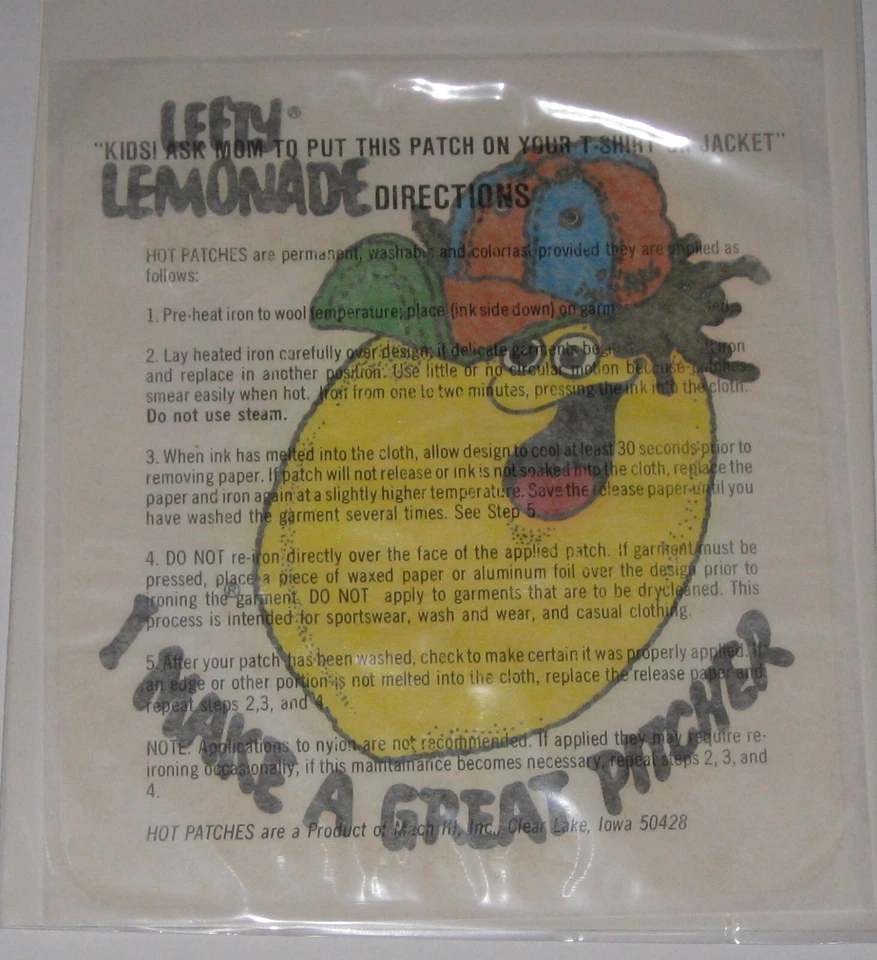 LEFTY®
"KIDS! ASK MOM TO PUT THIS PATCH ON YOUR T-SHIRT OR JACKET"
LEMONADE
DIRECTIONS
HOT PATCHES are permanent, washable and colorfast provided they are applied as
follows:
1. Pre-heat iron to wool temperature; place (ink side down) on garm
2. Lay heated iron carefully over design; if delicate garments iron
and replace in another position. Use little or no circular motion because patches
smear easily when hot. Iron from one to two minutes, pressing the ink into the cloth.
Do not use steam.
3. When ink has melted into the cloth, allow design to cool at least 30 seconds prior to
removing paper. If patch will not release or ink is not soaked into the cloth, replace the
paper and iron again at a slightly higher temperature. Save the release paper until you
have washed the garment several times. See Step 5.
4. DO NOT re-iron directly over the face of the applied patch. If garment must be
pressed, place a piece of waxed paper or aluminum foil over the design prior to
ironing the garment. DO NOT apply to garments that are to be drycleaned. This
process is intended for sportswear, wash and wear, and casual clothing.
5. After your patch has been washed, check to make certain it was properly applied. If
an edge or other portion is not melted into the cloth, replace the release paper and
repeat steps 2,3, and 4.
NOTE: Applications to nylon are not recommended. If applied they may require re-
ironing occasionally; if this maintainance becomes necessary, repeat steps 2, 3, and
4.
HOT PATCHES are a Product of Mach III, Inc., Clear Lake, Iowa 50428
®
I MAKE A GREAT PITCHER